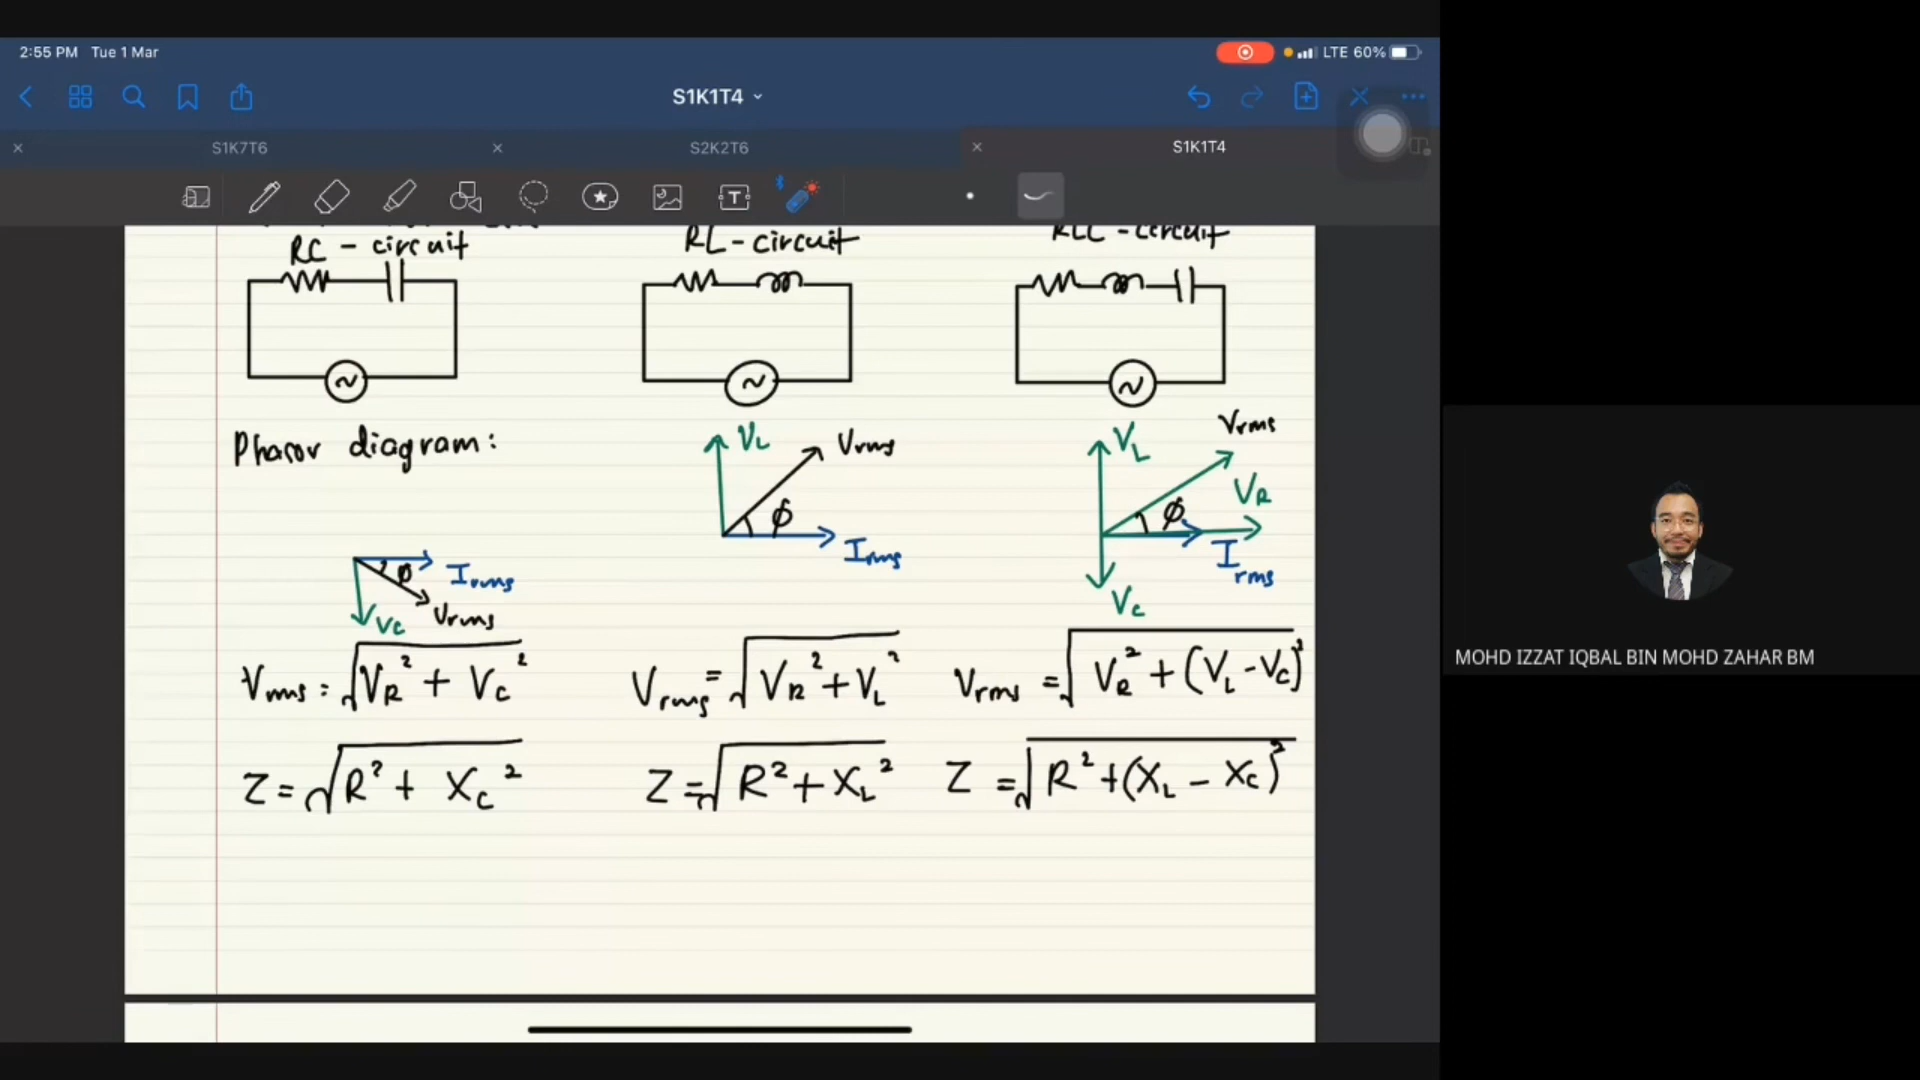 2:55 PM Tue 1 Mar
LTE 60%
S1K1T4
S1K7T6
S2K2T6
S1K1T4
RC - circuit
RL - circuit
RLC - circuit
Phasor diagram:
VL
Vrms
ϕ
Irms
VL
Vrms
VR
ϕ
Irms
Vc
ϕ
Irms
Vrms
Vc
Vrms = √(VR² + Vc²)
Vrms = √(VR² + VL²)
Vrms = √(VR² + (VL - Vc)²)
Z = √(R² + Xc²)
Z = √(R² + XL²)
Z = √(R² + (XL - Xc)²)
MOHD IZZAT IQBAL BIN MOHD ZAHAR BM